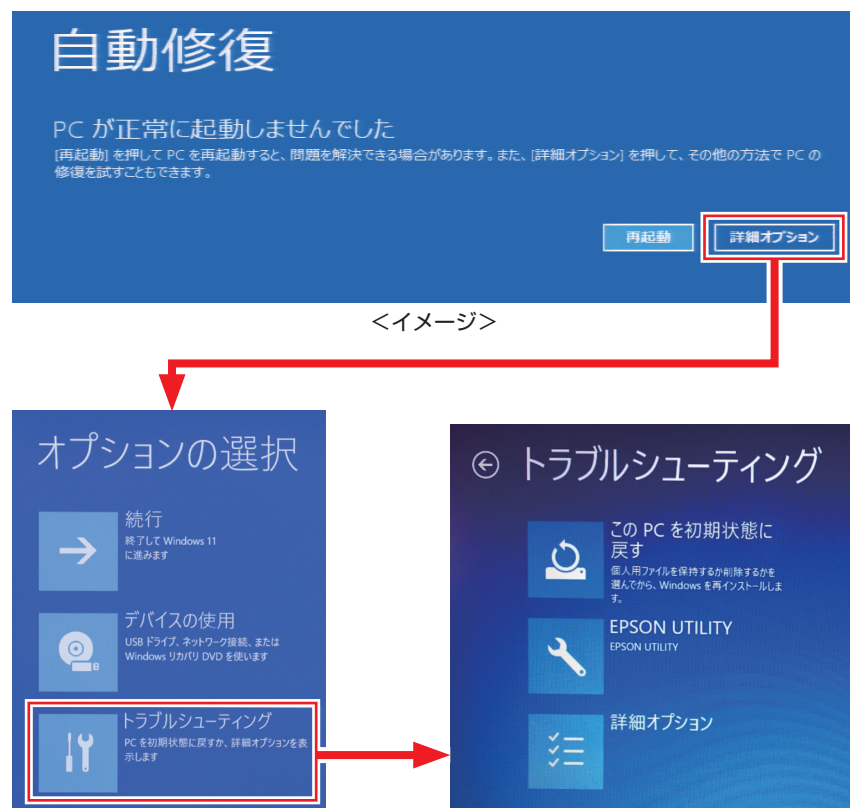 自動修復
PC が正常に起動しませんでした
[再起動] を押して PC を再起動すると、問題を解決できる場合があります。また、[詳細オプション] を押して、その他の方法で PC の
修復を試すこともできます。
再起動
詳細オプション
＜イメージ＞
オプションの選択
続行
終了して Windows 11
に進みます
デバイスの使用
USB ドライブ、ネットワーク接続、または
Windows リカバリ DVD を使います
トラブルシューティング
PC を初期状態に戻すか、詳細オプションを表
示します
トラブルシューティング
この PC を初期状態に
戻す
個人用ファイルを保持するか削除するかを
選んでから、Windows を再インストールしま
す。
EPSON UTILITY
EPSON UTILITY
詳細オプション